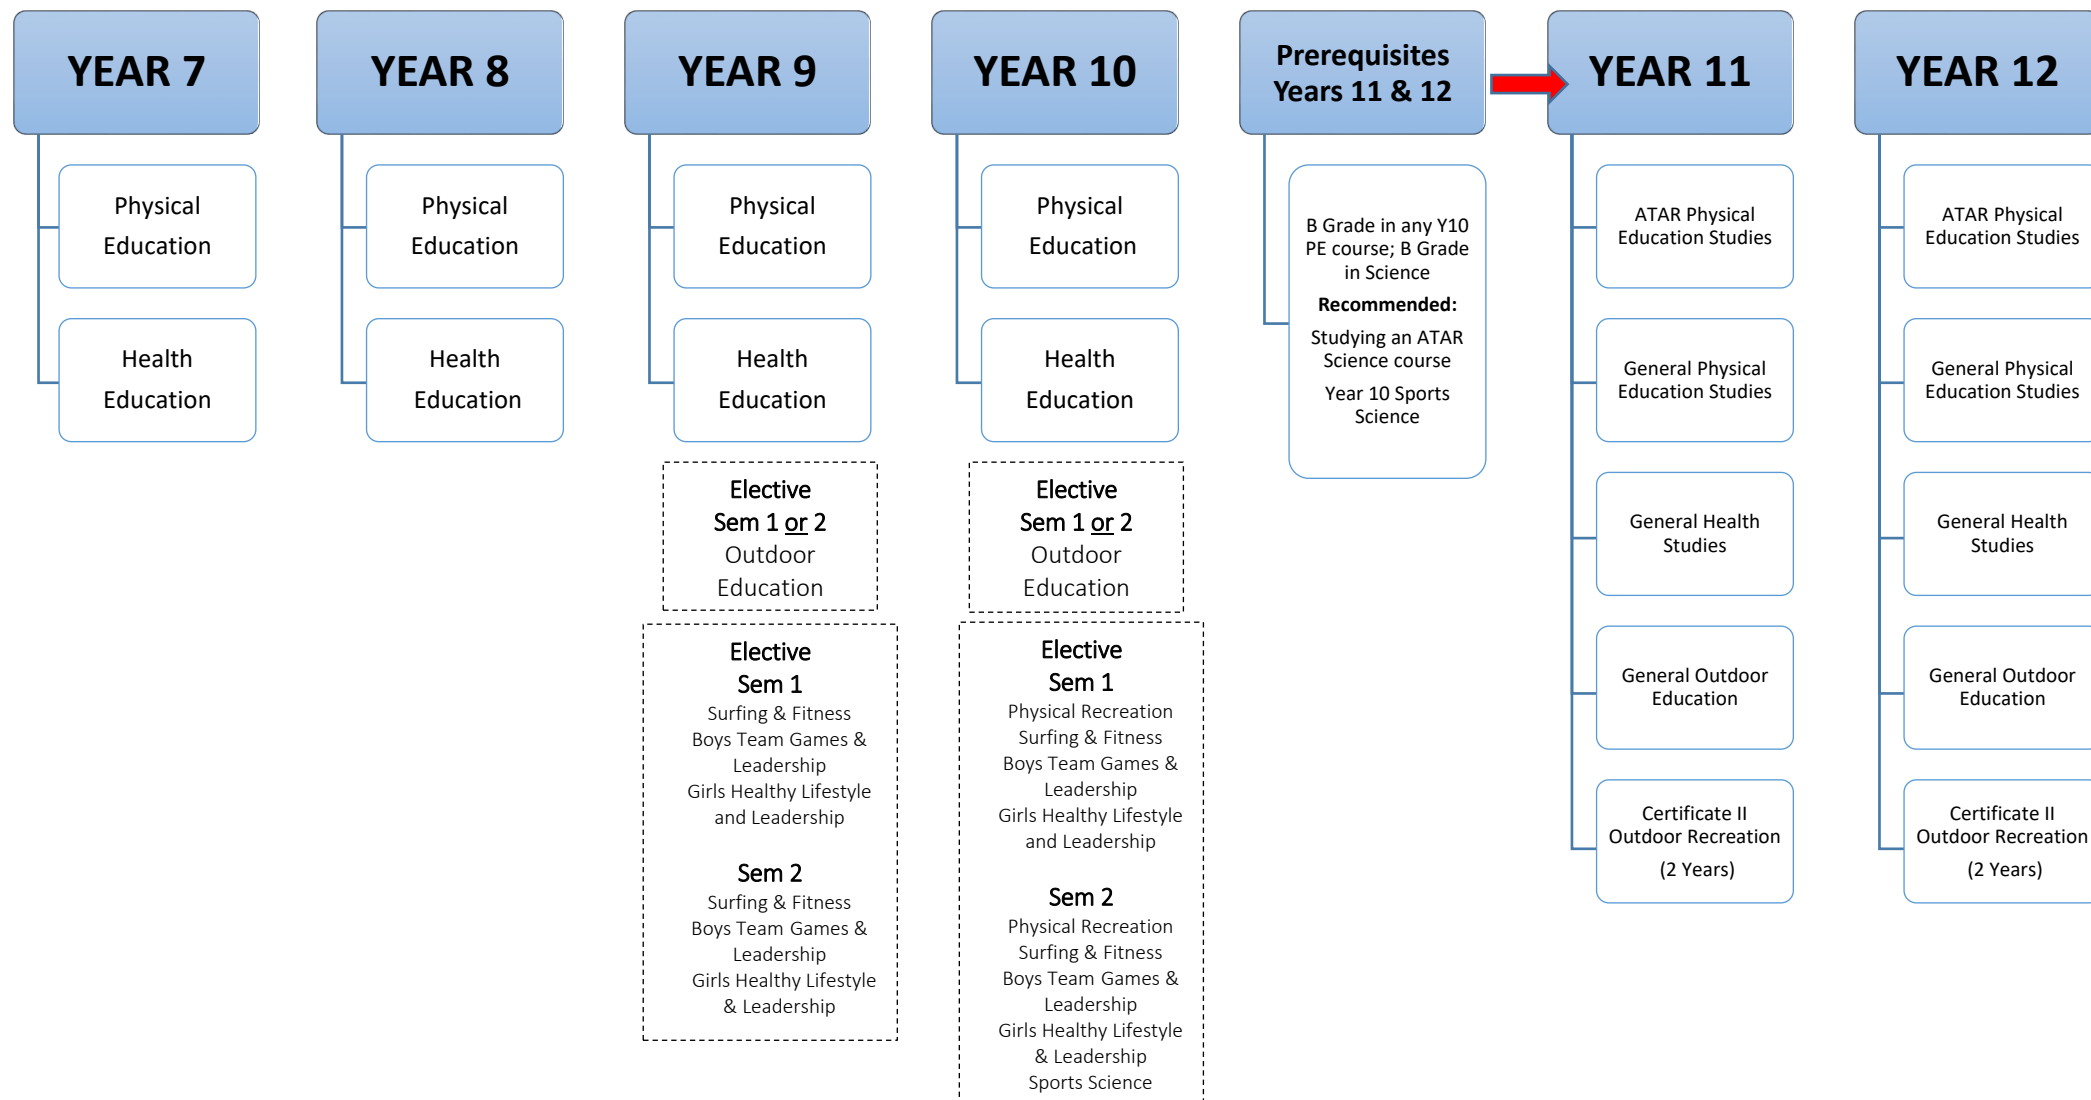 YEAR 7
Physical
Education
Health
Education
YEAR 8
Physical
Education
Health
Education
YEAR 9
Physical
Education
Health
Education
Elective
Sem 1 or 2
Outdoor
Education
Elective
Sem 1
Surfing & Fitness
Boys Team Games &
Leadership
Girls Healthy Lifestyle
and Leadership
Sem 2
Surfing & Fitness
Boys Team Games &
Leadership
Girls Healthy Lifestyle
& Leadership
YEAR 10
Physical
Education
Health
Education
Elective
Sem 1 or 2
Outdoor
Education
Elective
Sem 1
Physical Recreation
Surfing & Fitness
Boys Team Games &
Leadership
Girls Healthy Lifestyle
and Leadership
Sem 2
Physical Recreation
Surfing & Fitness
Boys Team Games &
Leadership
Girls Healthy Lifestyle
& Leadership
Sports Science
Prerequisites
Years 11 & 12
B Grade in any Y10
PE course; B Grade
in Science
Recommended:
Studying an ATAR
Science course
Year 10 Sports
Science
YEAR 11
ATAR Physical
Education Studies
General Physical
Education Studies
General Health
Studies
General Outdoor
Education
Certificate II
Outdoor Recreation
(2 Years)
YEAR 12
ATAR Physical
Education Studies
General Physical
Education Studies
General Health
Studies
General Outdoor
Education
Certificate II
Outdoor Recreation
(2 Years)